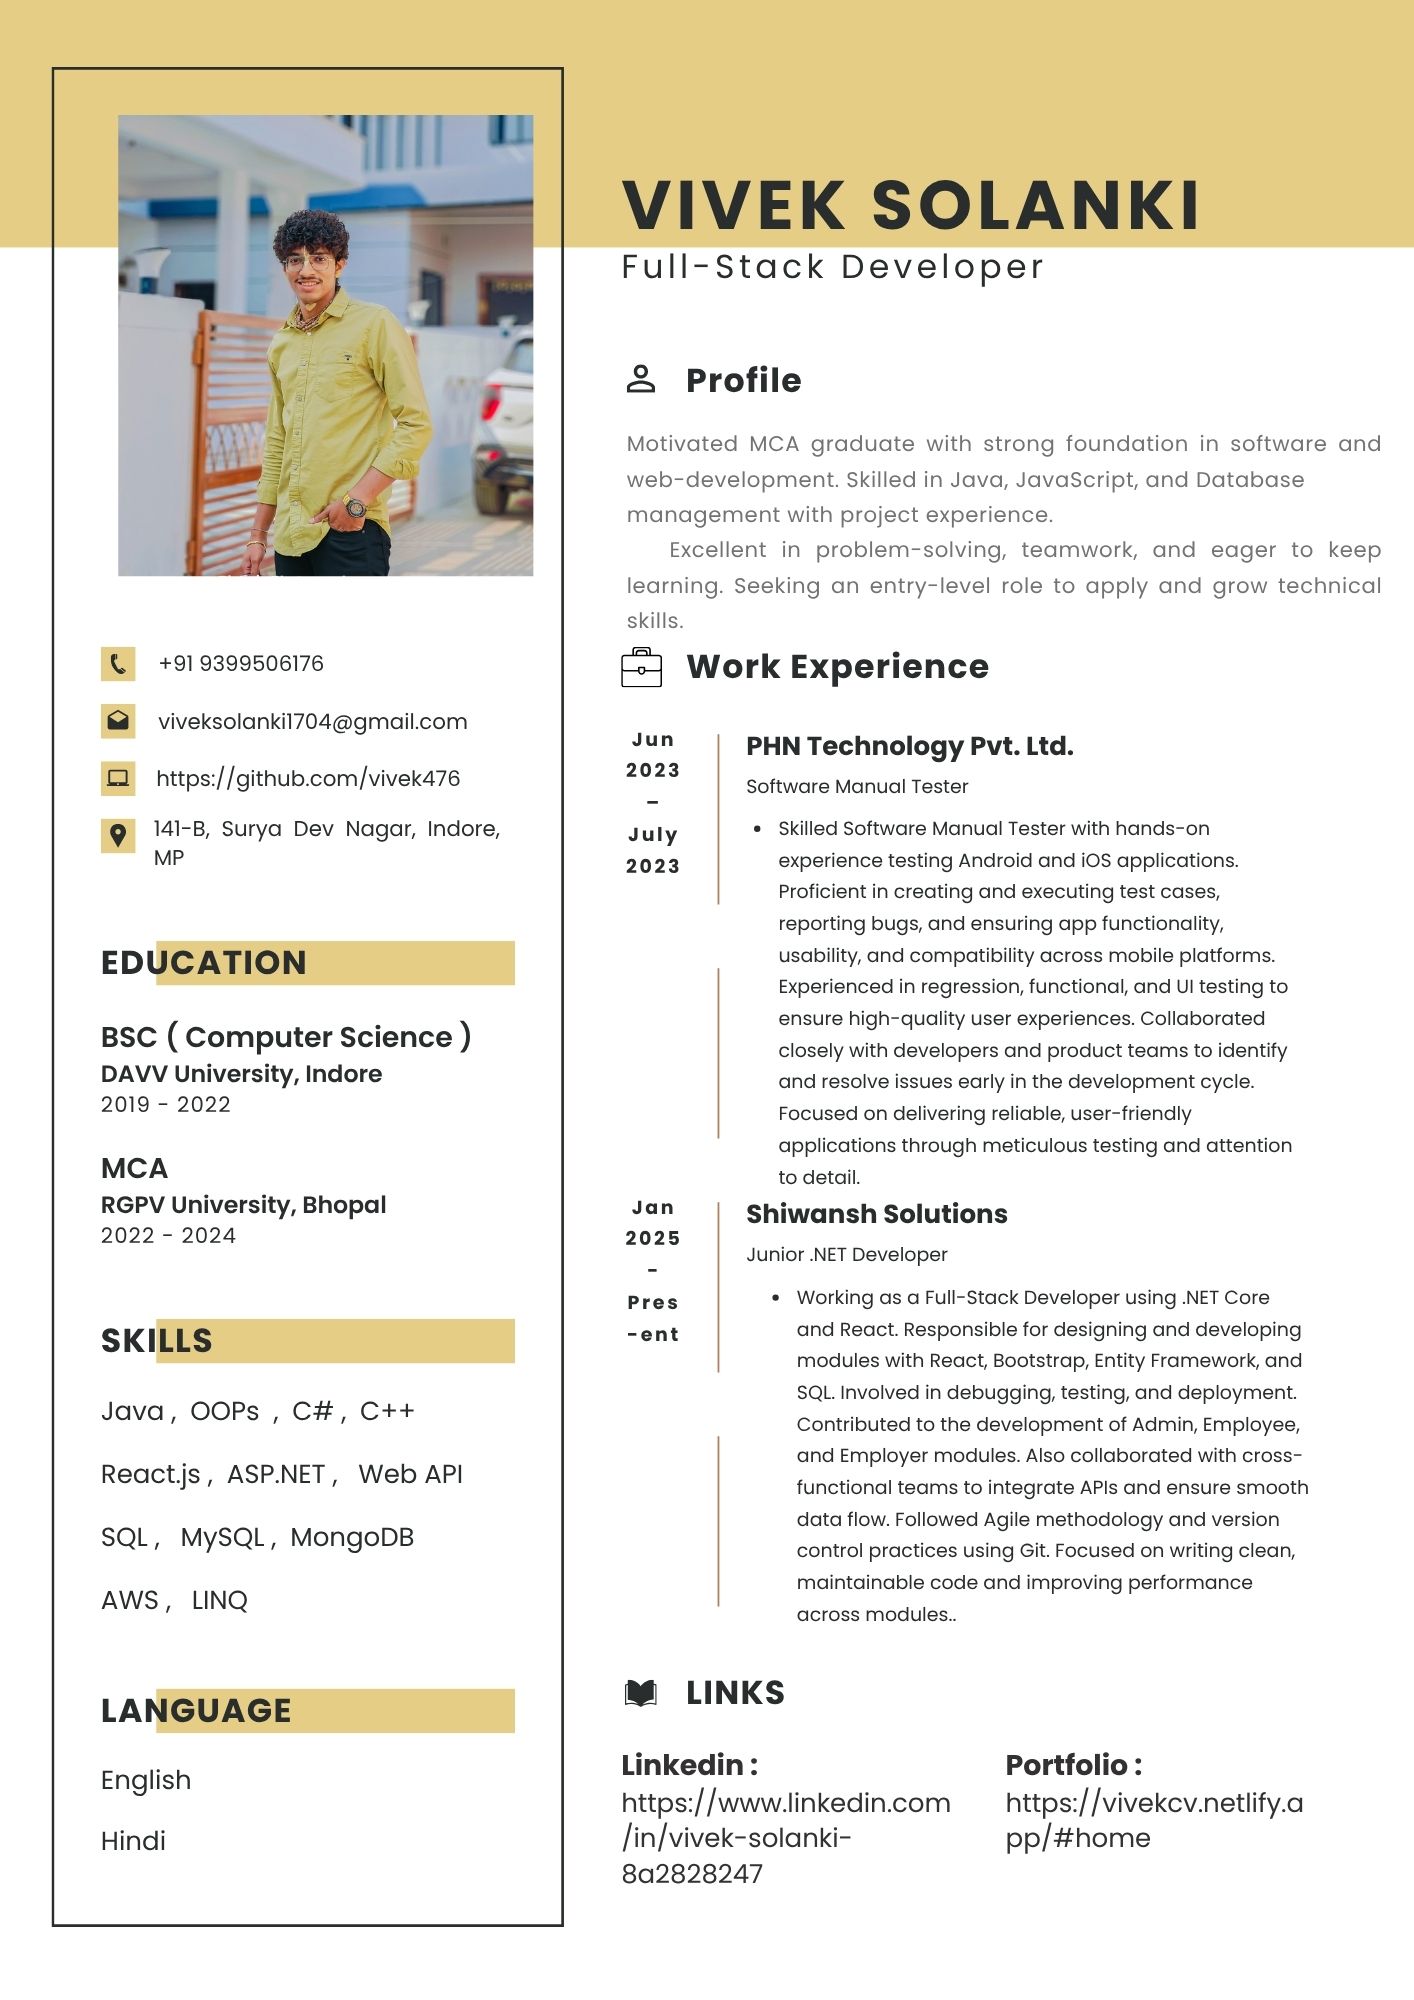 VIVEK SOLANKI
Full-Stack Developer
+91 9399506176
viveksolanki1704@gmail.com
https://github.com/vivek476
141-B, Surya Dev Nagar, Indore,
MP
EDUCATION
BSC ( Computer Science )
DAVV University, Indore
2019 - 2022
MCA
RGPV University, Bhopal
2022 - 2024
SKILLS
Java , OOPs , C# , C++
React.js , ASP.NET , Web API
SQL , MySQL , MongoDB
AWS , LINQ
LANGUAGE
English
Hindi
Profile
Motivated MCA graduate with strong foundation in software and
web-development. Skilled in Java, JavaScript, and Database
management with project experience.
Excellent in problem-solving, teamwork, and eager to keep
learning. Seeking an entry-level role to apply and grow technical
skills.
Work Experience
Jun
2023
–
July
2023
PHN Technology Pvt. Ltd.
Software Manual Tester
• Skilled Software Manual Tester with hands-on
experience testing Android and iOS applications.
Proficient in creating and executing test cases,
reporting bugs, and ensuring app functionality,
usability, and compatibility across mobile platforms.
Experienced in regression, functional, and UI testing to
ensure high-quality user experiences. Collaborated
closely with developers and product teams to identify
and resolve issues early in the development cycle.
Focused on delivering reliable, user-friendly
applications through meticulous testing and attention
to detail.
Jan
2025
-
Pres
-ent
Shiwansh Solutions
Junior .NET Developer
• Working as a Full-Stack Developer using .NET Core
and React. Responsible for designing and developing
modules with React, Bootstrap, Entity Framework, and
SQL. Involved in debugging, testing, and deployment.
Contributed to the development of Admin, Employee,
and Employer modules. Also collaborated with cross-
functional teams to integrate APIs and ensure smooth
data flow. Followed Agile methodology and version
control practices using Git. Focused on writing clean,
maintainable code and improving performance
across modules..
LINKS
Linkedin :
https://www.linkedin.com
/in/vivek-solanki-
8a2828247
Portfolio :
https://vivekcv.netlify.a
pp/#home